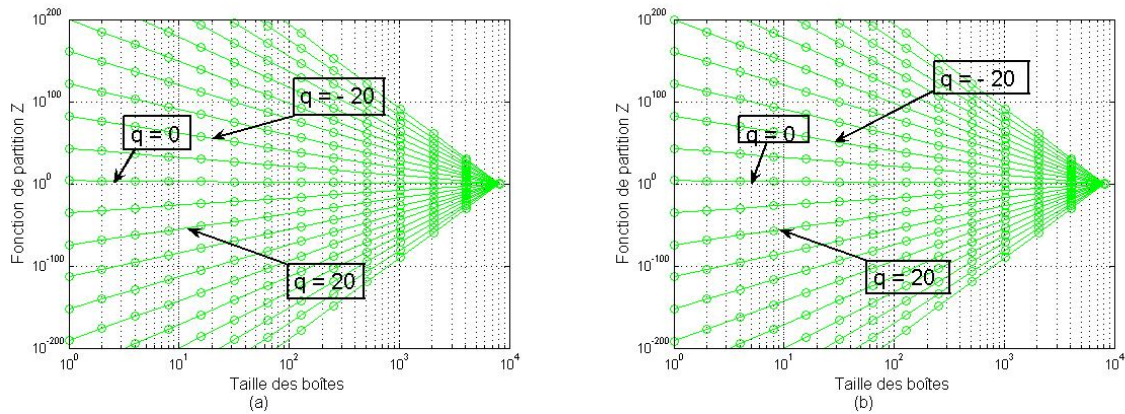 Fonction de partition Z
10^200
10^100
10^0
10^-100
10^-200
q = - 20
q = 0
q = 20
10^0 10^1 10^2 10^3 10^4
Taille des boîtes
(a)
Fonction de partition Z
10^200
10^100
10^0
10^-100
10^-200
q = - 20
q = 0
q = 20
10^0 10^1 10^2 10^3 10^4
Taille des boîtes
(b)